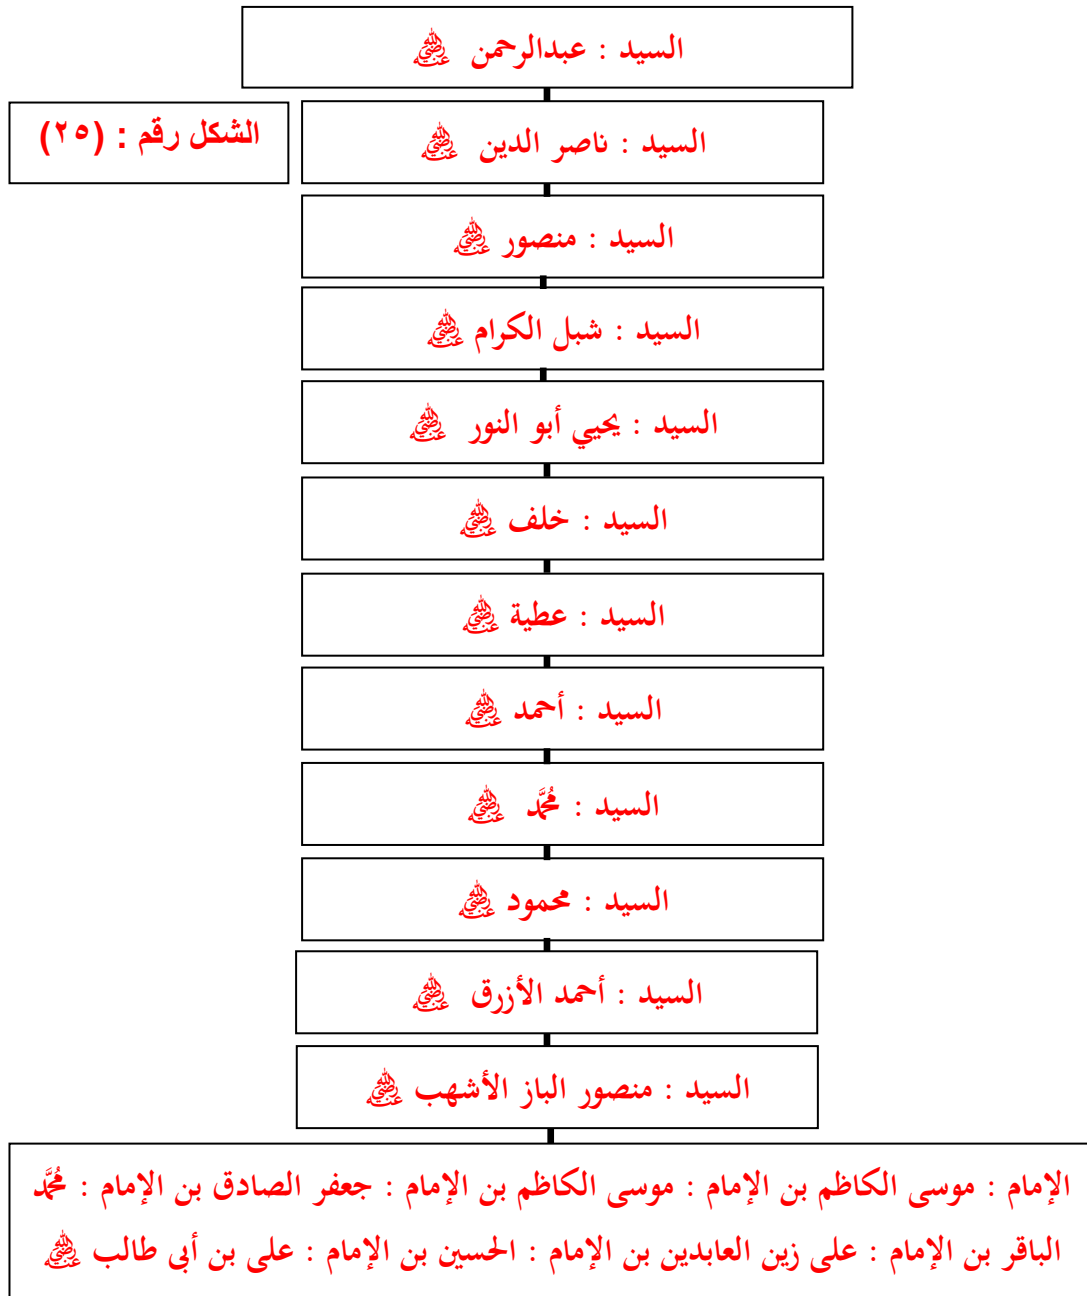 السيد : عبدالرحمن رضي الله عنه
الشكل رقم : (٢٥)
السيد : ناصر الدين رضي الله عنه
السيد : منصور رضي الله عنه
السيد : شبل الكرام رضي الله عنه
السيد : يحيي أبو النور رضي الله عنه
السيد : خلف رضي الله عنه
السيد : عطية رضي الله عنه
السيد : أحمد رضي الله عنه
السيد : مُحَّد رضي الله عنه
السيد : محمود رضي الله عنه
السيد : أحمد الأزرق رضي الله عنه
السيد : منصور الباز الأشهب رضي الله عنه
الإمام : موسى الكاظم بن الإمام : موسى الكاظم بن الإمام : جعفر الصادق بن الإمام : مُحَّد
الباقر بن الإمام : على زين العابدين بن الإمام : الحسين بن الإمام : على بن أبى طالب رضي الله عنه